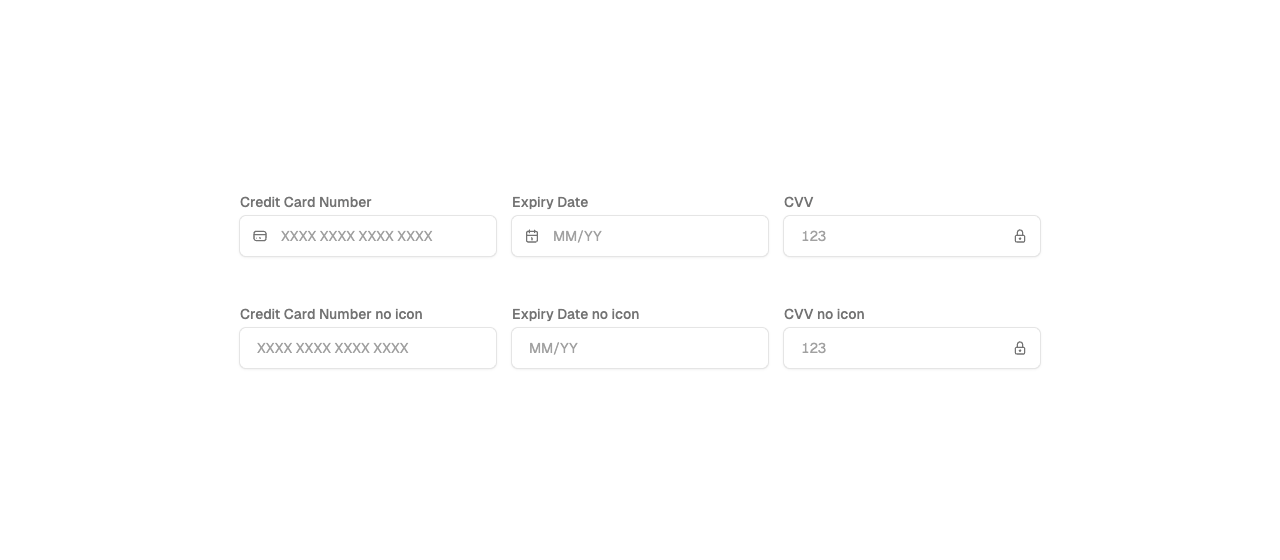 Credit Card Number
Expiry Date
CVV
XXXX XXXX XXXX XXXX
MM/YY
123
Credit Card Number no icon
Expiry Date no icon
CVV no icon
XXXX XXXX XXXX XXXX
MM/YY
123